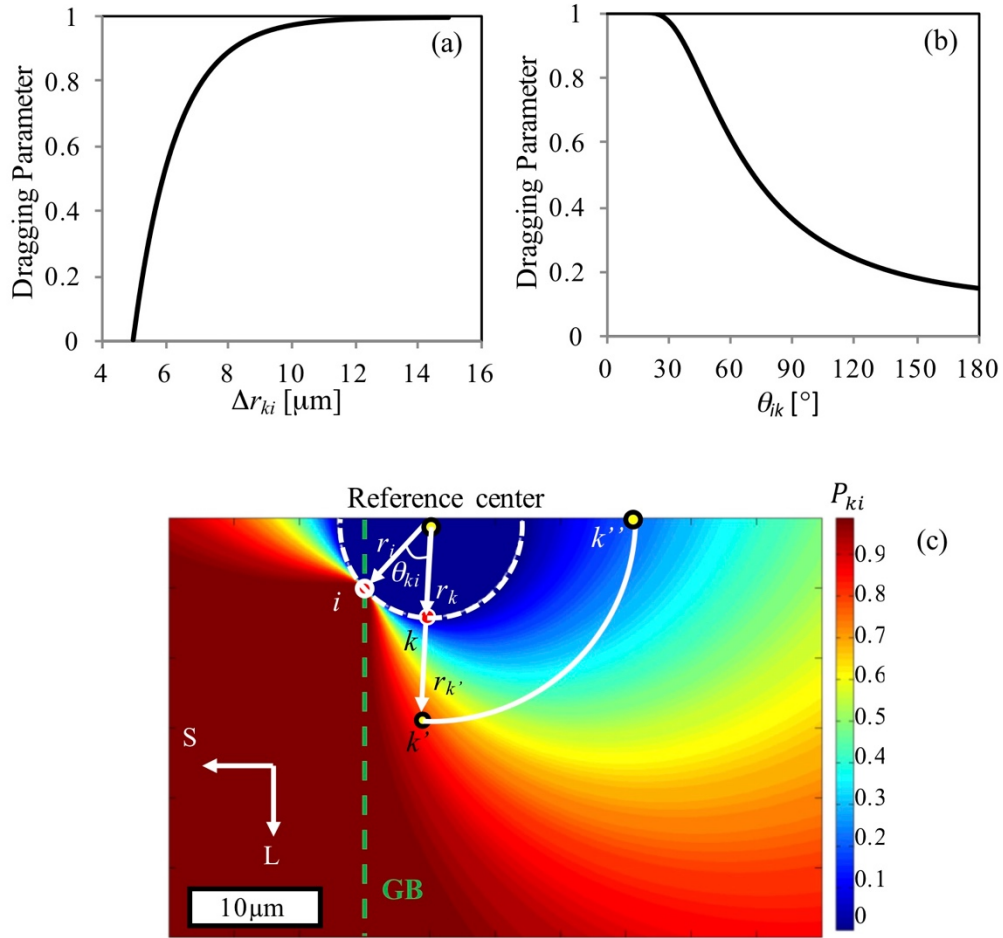 (a)
Dragging Parameter
1
0.8
0.6
0.4
0.2
0
4 6 8 10 12 14 16
Δr_ki [μm]
(b)
Dragging Parameter
1
0.8
0.6
0.4
0.2
0
0 30 60 90 120 150 180
θ_ik [°]
Reference center
P_ki
(c)
r_i
θ_ki
r_k
i
k
k''
r_k'
k'
S
L
GB
10μm
0.9
0.8
0.7
0.6
0.5
0.4
0.3
0.2
0.1
0